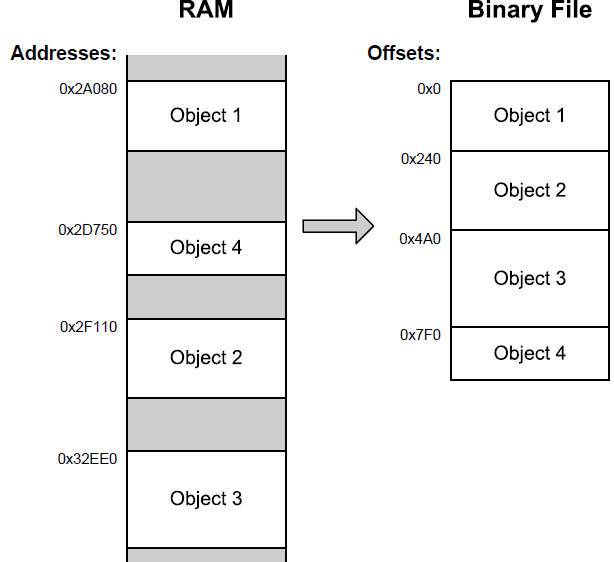 RAM
Binary File
Addresses:
Offsets:
0x2A080
Object 1
0x2D750
Object 4
0x2F110
Object 2
0x32EE0
Object 3
0x0
Object 1
0x240
Object 2
0x4A0
Object 3
0x7F0
Object 4